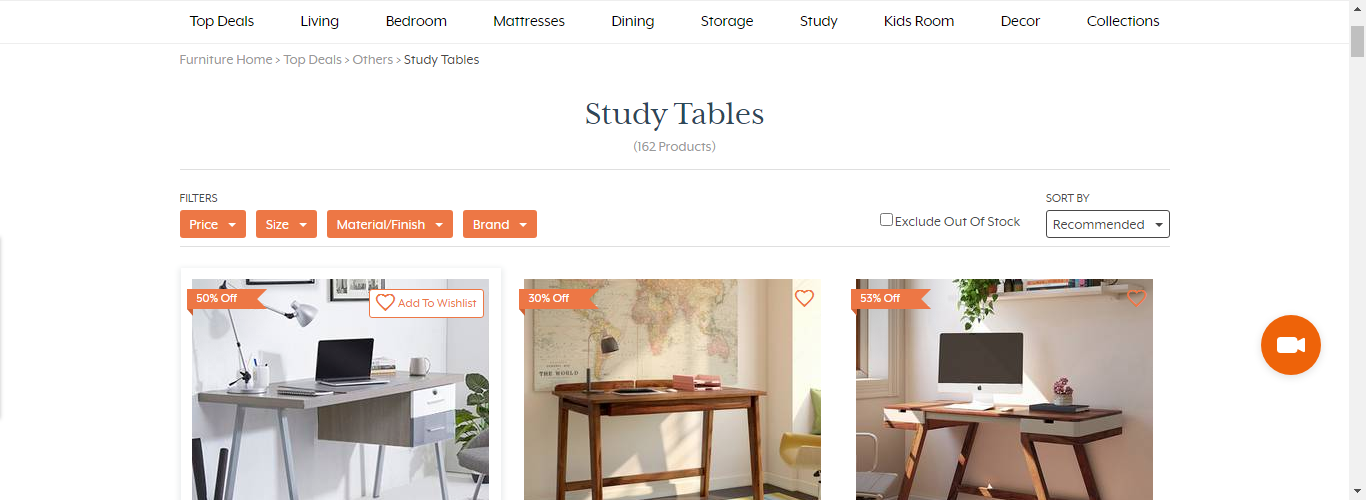 Top Deals Living Bedroom Mattresses Dining Storage Study Kids Room Decor Collections
Furniture Home > Top Deals > Others > Study Tables
Study Tables
(162 Products)
FILTERS
SORT BY
Price Size Material/Finish Brand
Exclude Out Of Stock
Recommended
50% Off
Add To Wishlist
30% Off
53% Off
THE WORLD